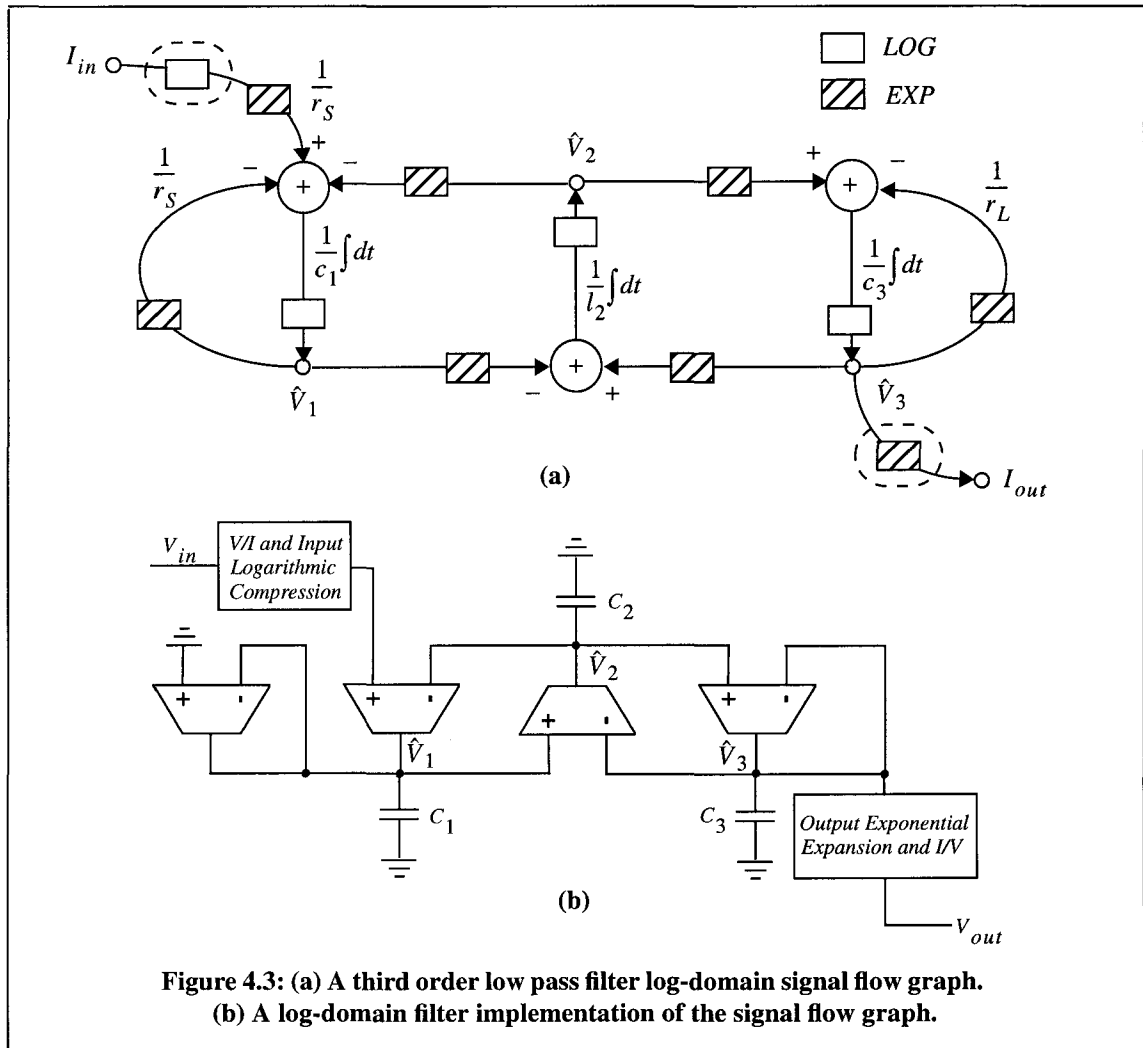 I_in
LOG
EXP
1/r_S
+
1/r_S
−
−
+
V̂_2
+
−
+
1/r_L
1/c_1 ∫dt
1/l_2 ∫dt
1/c_3 ∫dt
V̂_1
−
+
+
V̂_3
I_out
(a)
V_in
V/I and Input
Logarithmic
Compression
C_2
V̂_2
+ -
+ -
+ -
+ -
V̂_1
V̂_3
C_1
C_3
Output Exponential
Expansion and I/V
(b)
V_out
Figure 4.3: (a) A third order low pass filter log-domain signal flow graph.
(b) A log-domain filter implementation of the signal flow graph.